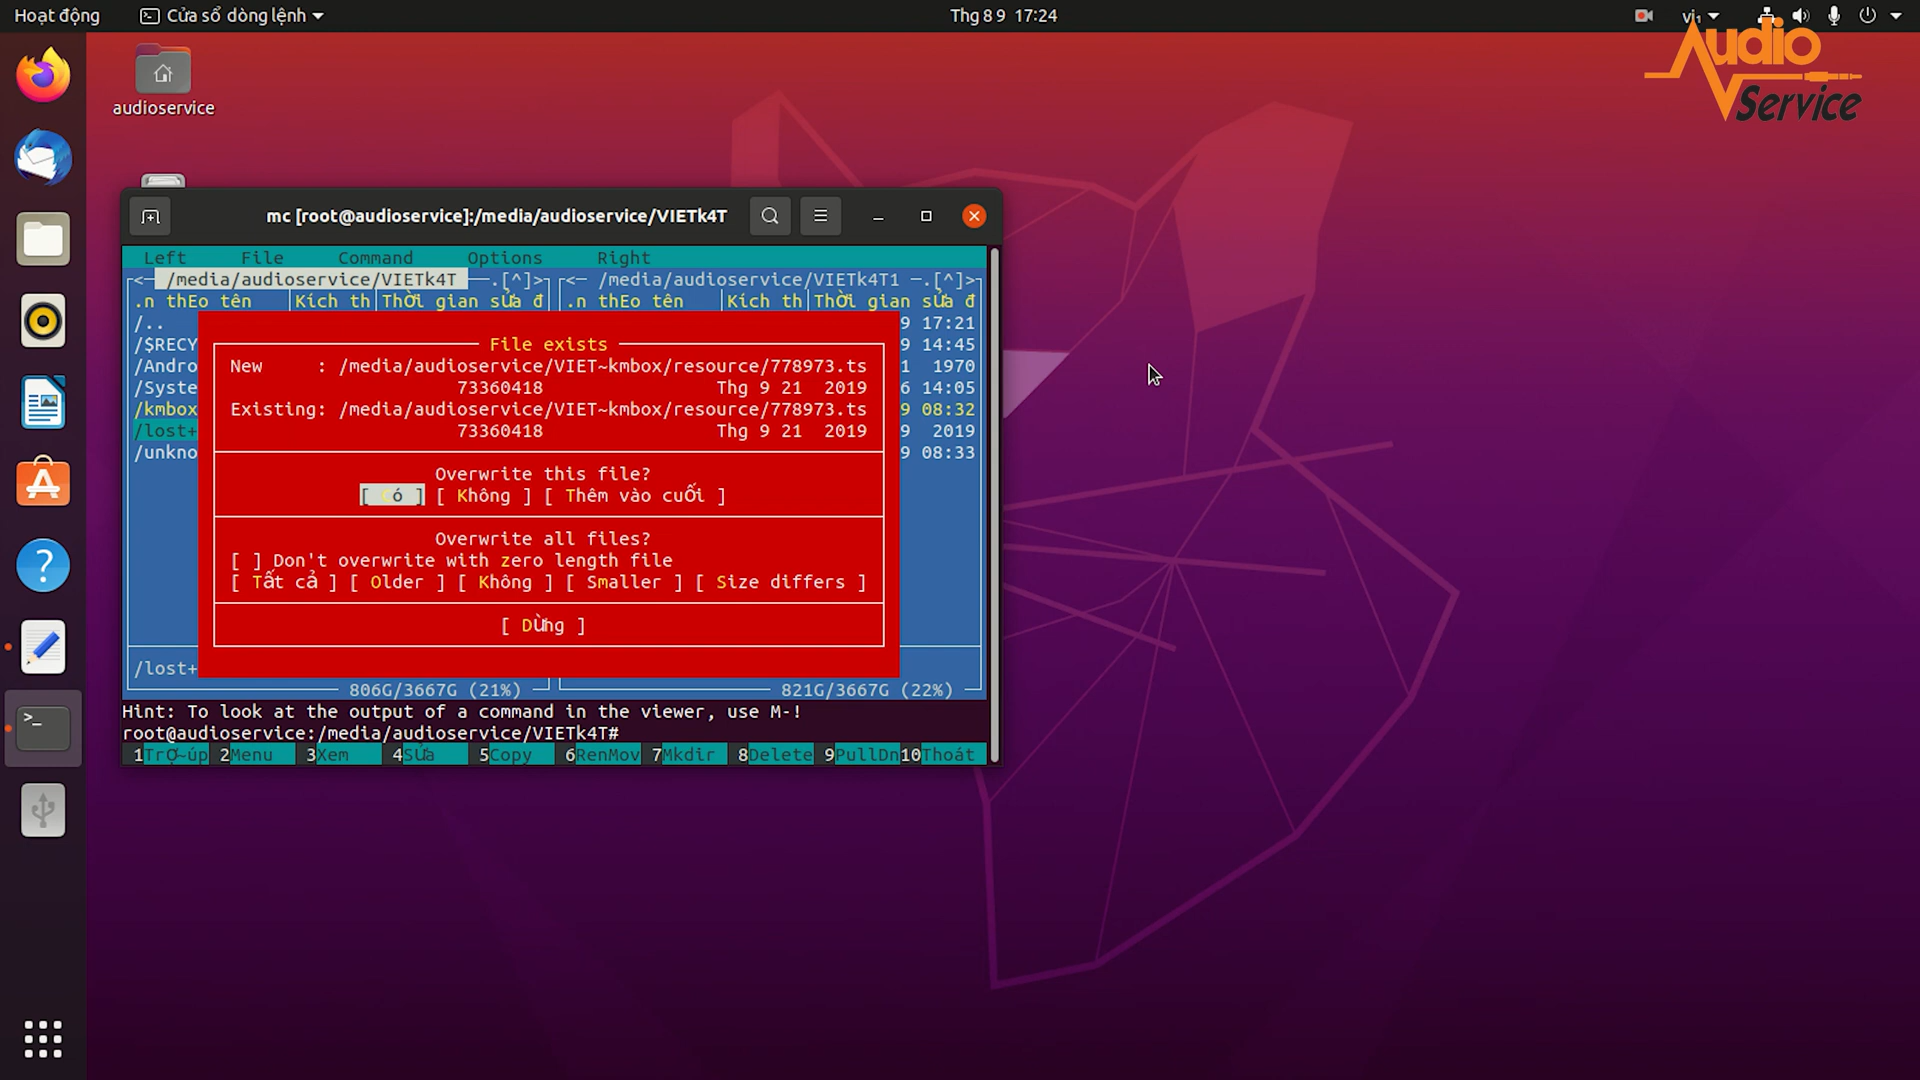 Hoạt động
Cửa sổ dòng lệnh
Thg 8 9 17:24
vi₁
Audio
Service
audioservice
mc [root@audioservice]:/media/audioservice/VIETk4T
Left File Command Options Right
<— /media/audioservice/VIETk4T —.[^]> <— /media/audioservice/VIETk4T1 —.[^]>
.n thEo tên |Kích th|Thời gian sửa đ .n thEo tên |Kích th|Thời gian sửa đ
/.. 9 17:21
/$RECY 9 14:45
/Andro 1 1970
/Syste 6 14:05
/kmbox 9 08:32
/lost+ 9 2019
/unkno 9 08:33
File exists
New : /media/audioservice/VIET~kmbox/resource/778973.ts
73360418 Thg 9 21 2019
Existing: /media/audioservice/VIET~kmbox/resource/778973.ts
73360418 Thg 9 21 2019
Overwrite this file?
[ Có ] [ Không ] [ Thêm vào cuối ]
Overwrite all files?
[ ] Don't overwrite with zero length file
[ Tất cả ] [ Older ] [ Không ] [ Smaller ] [ Size differs ]
[ Dừng ]
/lost+
806G/3667G (21%) 821G/3667G (22%)
Hint: To look at the output of a command in the viewer, use M-!
root@audioservice:/media/audioservice/VIETk4T#
1Trợ~úp 2Menu 3Xem 4Sửa 5Copy 6RenMov 7Mkdir 8Delete 9PullDn 10Thoát